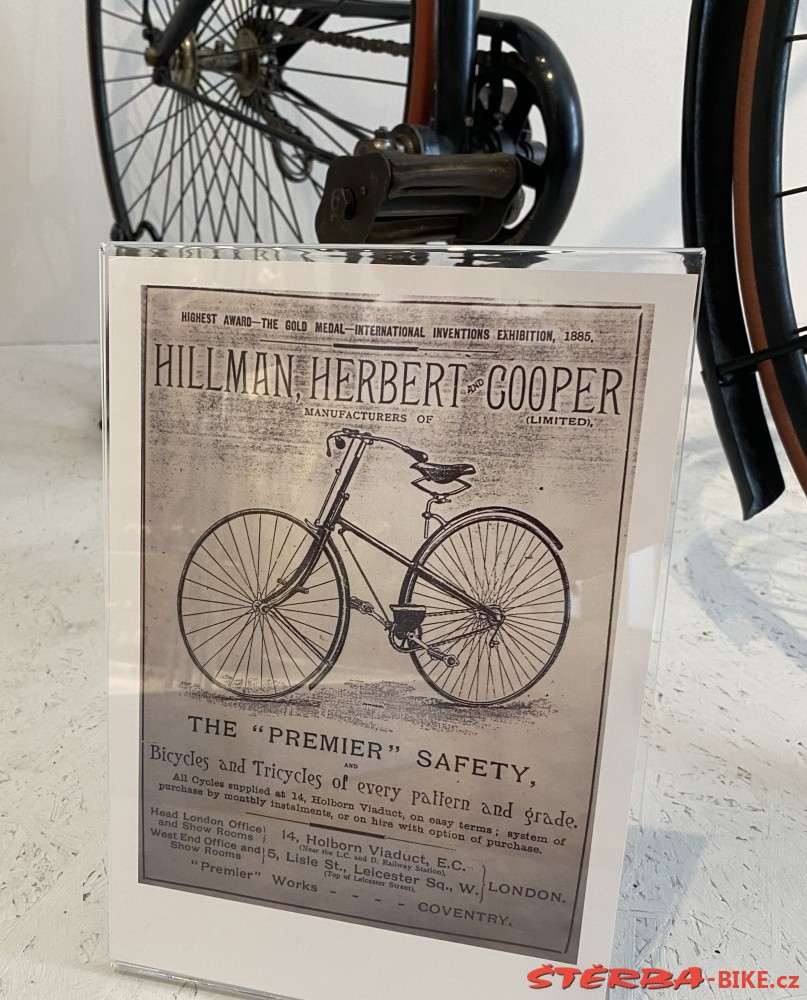 HIGHEST AWARD—THE GOLD MEDAL—INTERNATIONAL INVENTIONS EXHIBITION, 1885.
HILLMAN, HERBERT AND COOPER
MANUFACTURERS OF (LIMITED),
THE "PREMIER" SAFETY,
AND
Bicycles and Tricycles of every pattern and grade.
All Cycles supplied at 14, Holborn Viaduct, on easy terms; system of
purchase by monthly instalments, or on hire with option of purchase.
Head London Office and Show Rooms } 14, Holborn Viaduct, E.C.
(Near the L.C. and D. Railway Station),
West End Office and Show Rooms } 5, Lisle St., Leicester Sq., W. } LONDON.
(Top of Leicester Street),
"Premier" Works - - - - COVENTRY.
ŠTĚRBA-BIKE.cz